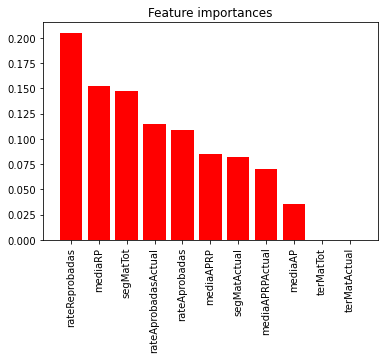 Feature importances
0.200
0.175
0.150
0.125
0.100
0.075
0.050
0.025
0.000
rateReprobadas
mediaRP
segMatTot
rateAprobadasActual
rateAprobadas
mediaAPRP
segMatActual
mediaAPRPActual
mediaAP
terMatTot
terMatActual